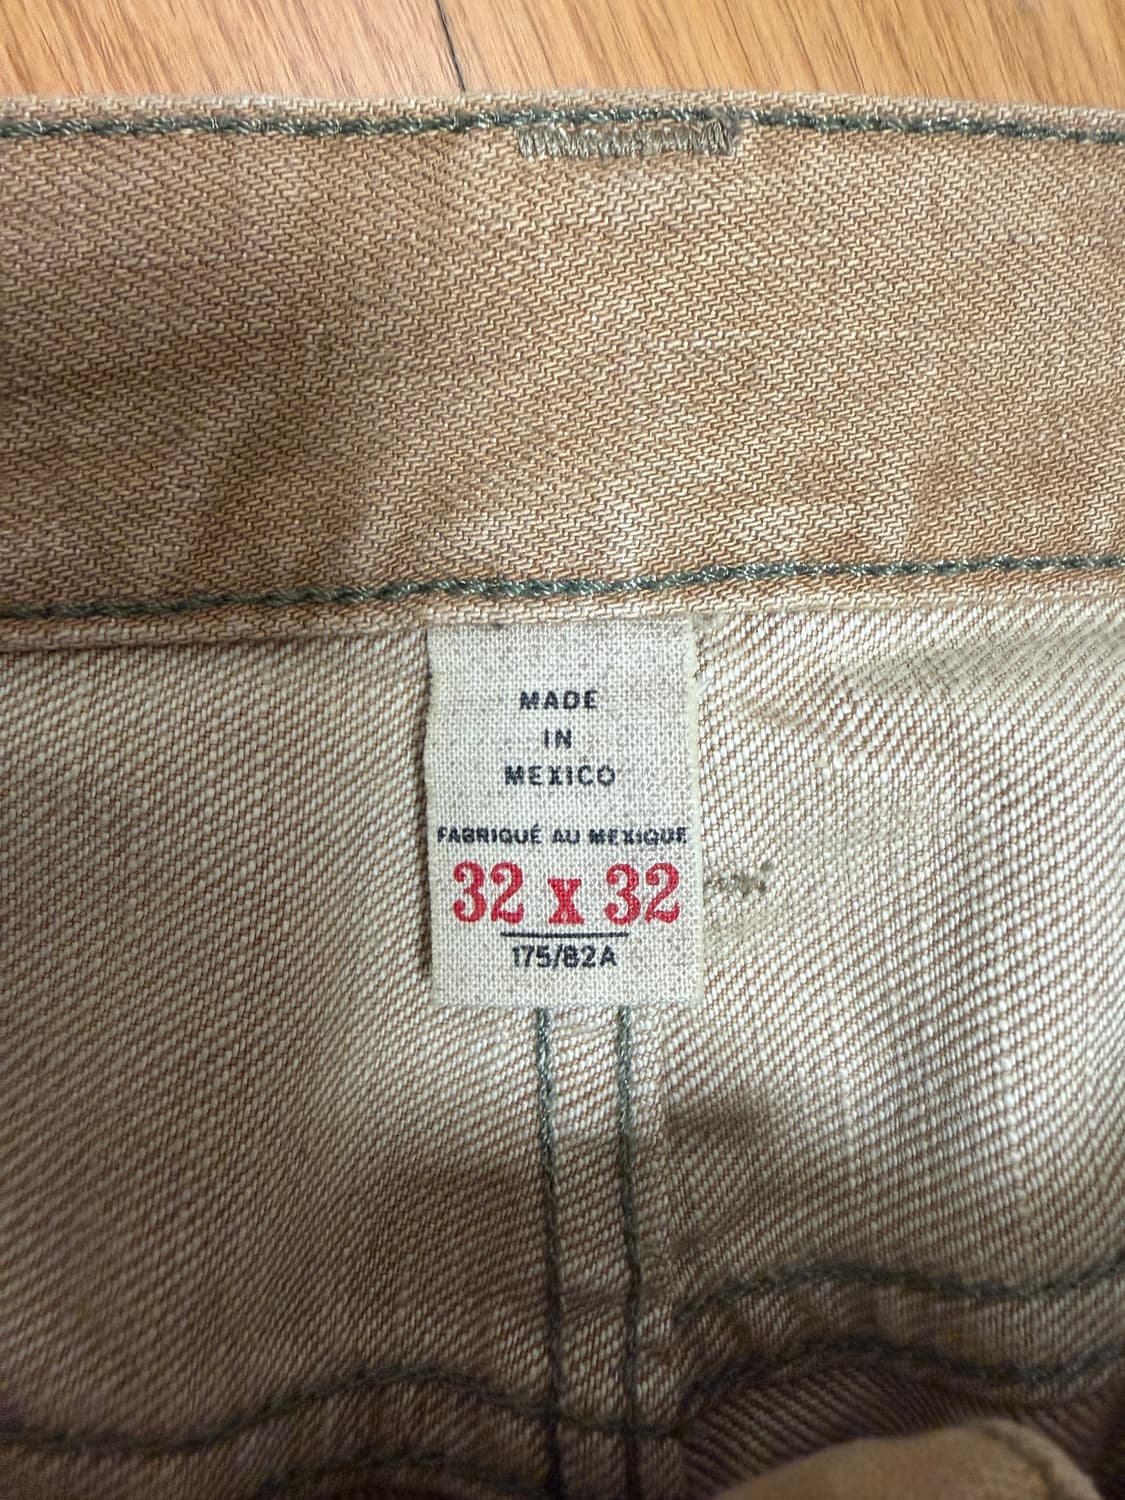 MADE
IN
MEXICO
FABRIQUÉ AU MEXIQUE
32 x 32
175/82A